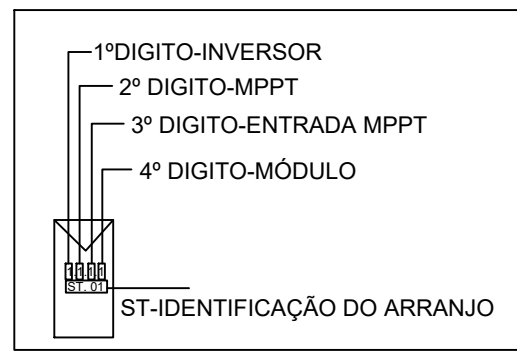 1ºDIGITO-INVERSOR
2º DIGITO-MPPT
3º DIGITO-ENTRADA MPPT
4º DIGITO-MÓDULO
1.1.1.1
ST. 01
ST-IDENTIFICAÇÃO DO ARRANJO